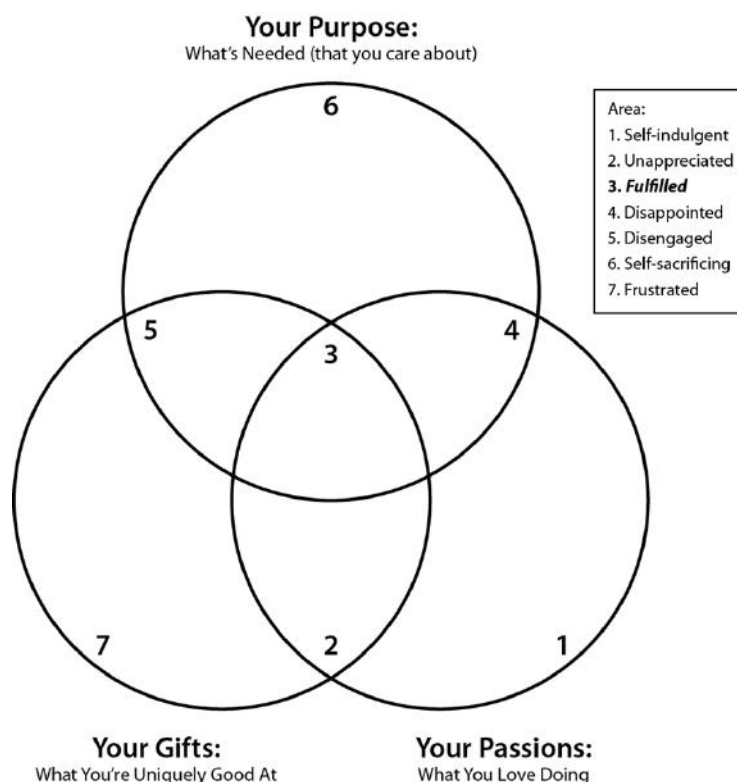 Your Purpose:
What's Needed (that you care about)
6
Area:
1. Self-indulgent
2. Unappreciated
3. Fulfilled
4. Disappointed
5. Disengaged
6. Self-sacrificing
7. Frustrated
5
4
3
7
2
1
Your Gifts:
What You're Uniquely Good At
Your Passions:
What You Love Doing